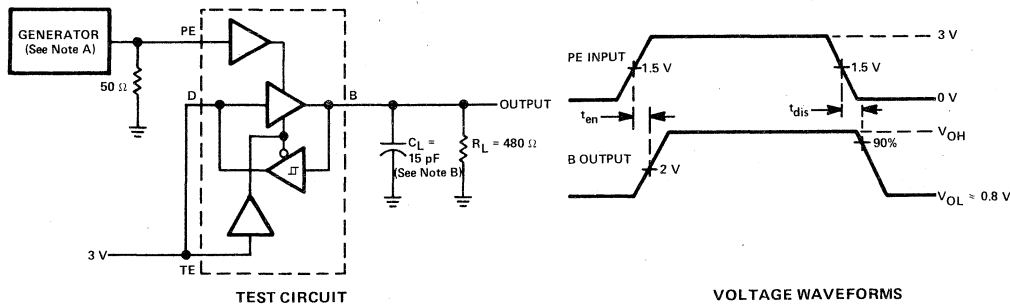 GENERATOR
(See Note A)
PE
50 Ω
D
B
OUTPUT
C_L =
15 pF
(See Note B)
R_L = 480 Ω
3 V
TE
TEST CIRCUIT
3 V
PE INPUT
1.5 V
1.5 V
0 V
t_en
t_dis
V_OH
90%
B OUTPUT
2 V
V_OL ≈ 0.8 V
VOLTAGE WAVEFORMS